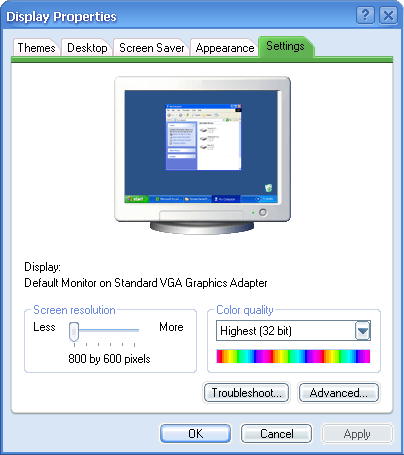 Display Properties
Themes Desktop Screen Saver Appearance Settings
start
Display:
Default Monitor on Standard VGA Graphics Adapter
Screen resolution
Less More
800 by 600 pixels
Color quality
Highest (32 bit)
Troubleshoot... Advanced...
OK Cancel Apply